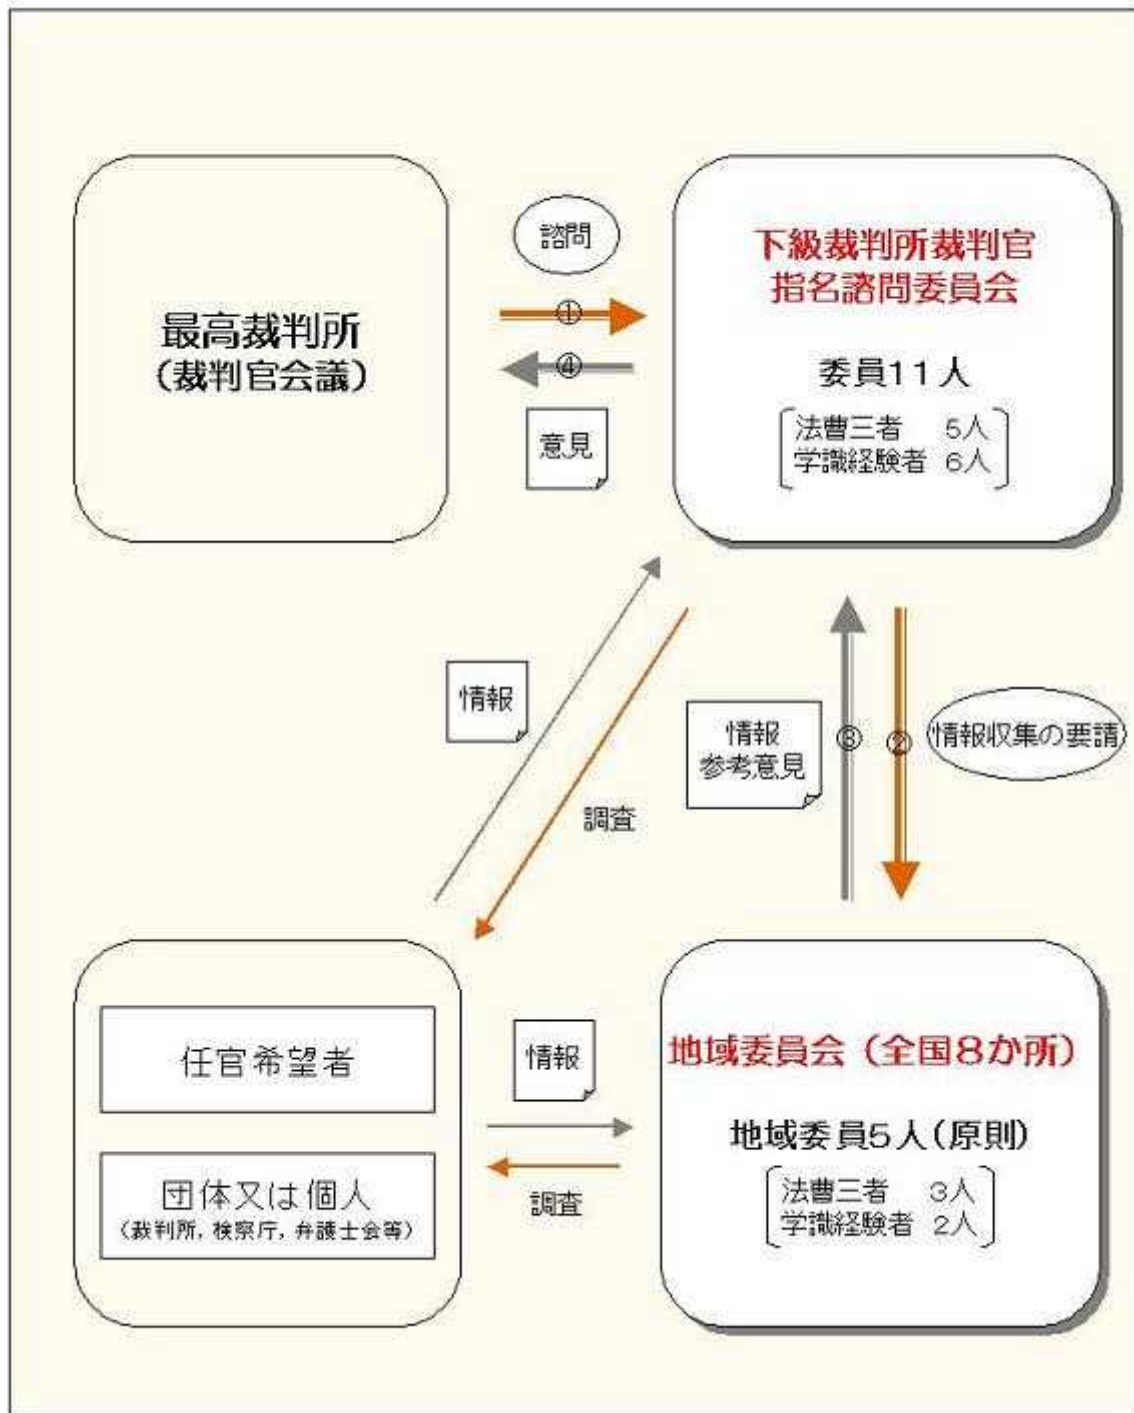 最高裁判所
(裁判官会議)
諮問
①
④
意見
下級裁判所裁判官
指名諮問委員会
委員11人
法曹三者 5人
学識経験者 6人
情報
調査
情報
参考意見
③
②
情報収集の要請
任官希望者
団体又は個人
(裁判所,検察庁,弁護士会等)
情報
調査
地域委員会(全国8か所)
地域委員5人(原則)
法曹三者 3人
学識経験者 2人